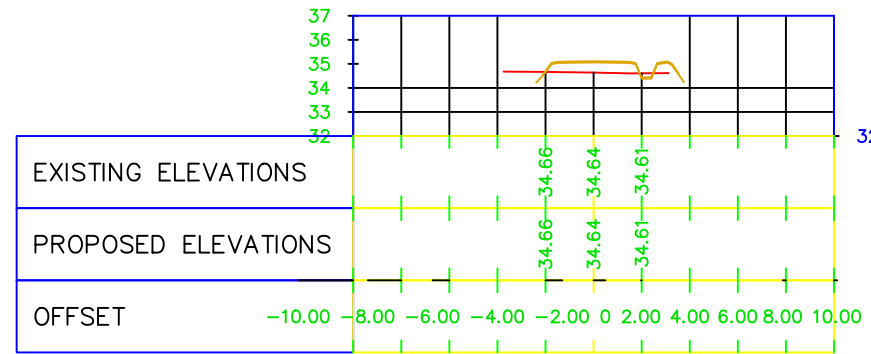 37
36
35
34
33
32
EXISTING ELEVATIONS 34.66 34.64 34.61
PROPOSED ELEVATIONS 34.66 34.64 34.61
OFFSET -10.00 -8.00 -6.00 -4.00 -2.00 0 2.00 4.00 6.00 8.00 10.00